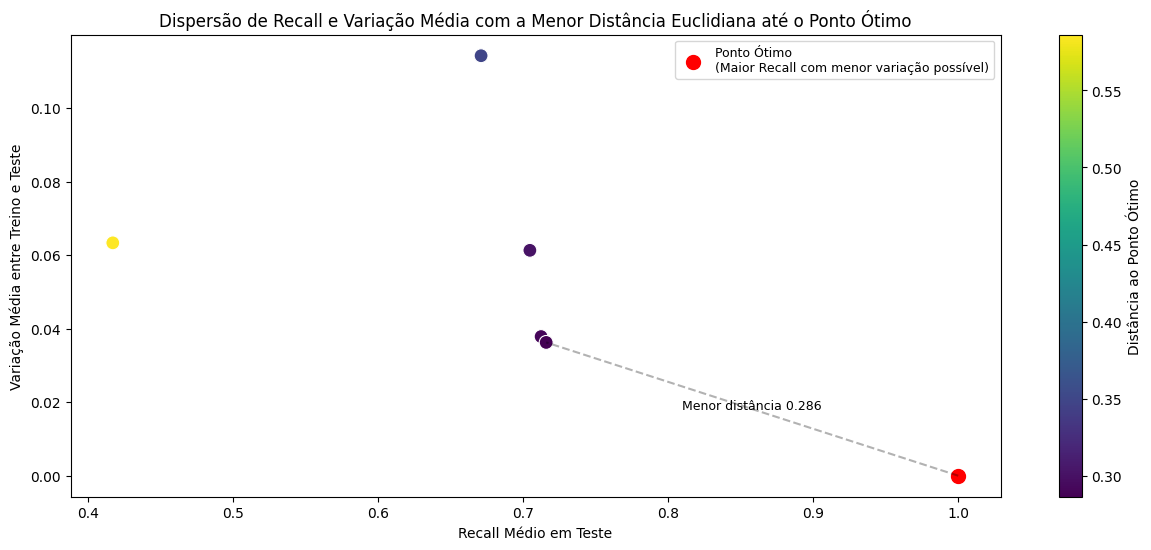 Dispersão de Recall e Variação Média com a Menor Distância Euclidiana até o Ponto Ótimo
Variação Média entre Treino e Teste
0.10
0.08
0.06
0.04
0.02
0.00
Ponto Ótimo
(Maior Recall com menor variação possível)
Menor distância 0.286
0.4 0.5 0.6 0.7 0.8 0.9 1.0
Recall Médio em Teste
0.55
0.50
0.45
0.40
0.35
0.30
Distância ao Ponto Ótimo